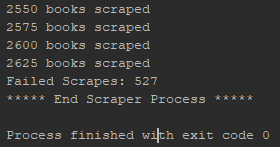 2550 books scraped
2575 books scraped
2600 books scraped
2625 books scraped
Failed Scrapes: 527
***** End Scraper Process *****
Process finished with exit code 0